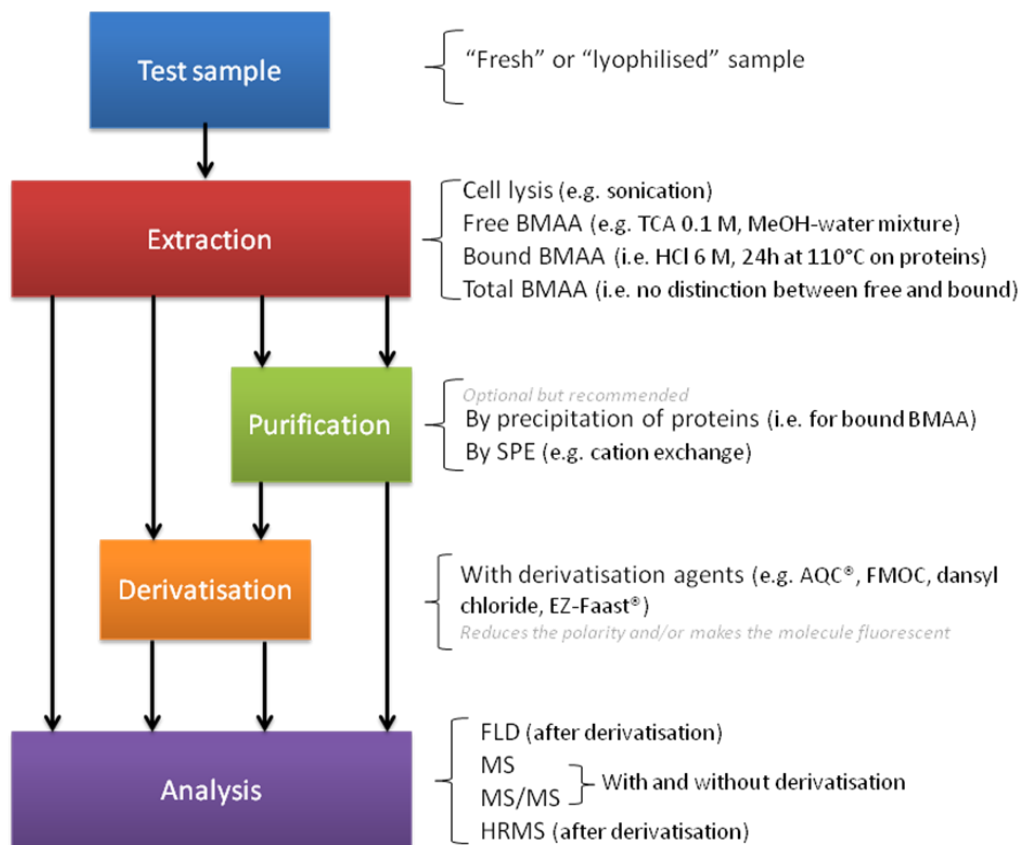 Test sample
“Fresh” or “lyophilised” sample
Extraction
Cell lysis (e.g. sonication)
Free BMAA (e.g. TCA 0.1 M, MeOH-water mixture)
Bound BMAA (i.e. HCl 6 M, 24h at 110°C on proteins)
Total BMAA (i.e. no distinction between free and bound)
Purification
Optional but recommended
By precipitation of proteins (i.e. for bound BMAA)
By SPE (e.g. cation exchange)
Derivatisation
With derivatisation agents (e.g. AQC®, FMOC, dansyl
chloride, EZ-Faast®)
Reduces the polarity and/or makes the molecule fluorescent
Analysis
FLD (after derivatisation)
MS
MS/MS
With and without derivatisation
HRMS (after derivatisation)